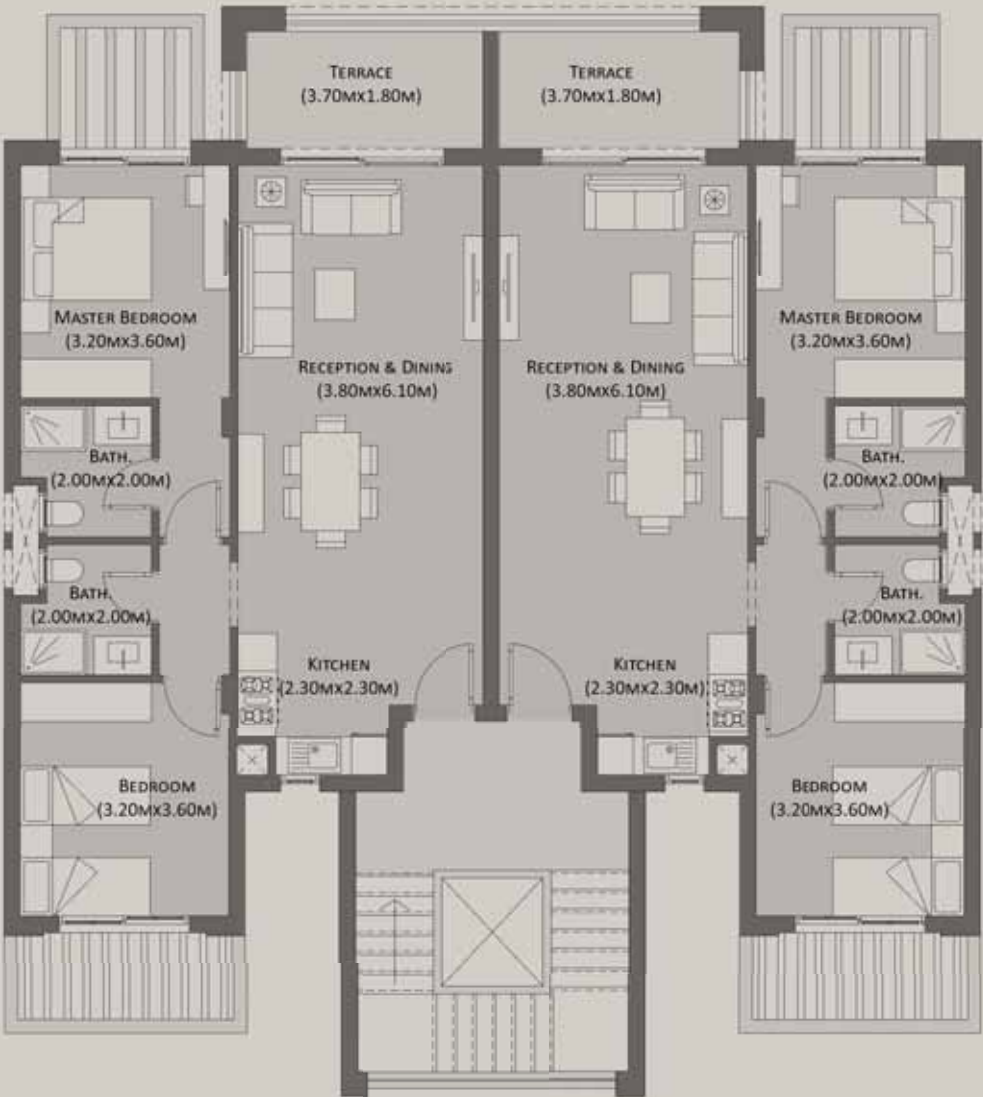 Terrace
(3.70mx1.80m)
Terrace
(3.70mx1.80m)
Master Bedroom
(3.20mx3.60m)
Reception & Dining
(3.80mx6.10m)
Reception & Dining
(3.80mx6.10m)
Master Bedroom
(3.20mx3.60m)
Bath.
(2.00mx2.00m)
Bath.
(2.00mx2.00m)
Bath.
(2.00mx2.00m)
Bath.
(2.00mx2.00m)
Kitchen
(2.30mx2.30m)
Kitchen
(2.30mx2.30m)
Bedroom
(3.20mx3.60m)
Bedroom
(3.20mx3.60m)